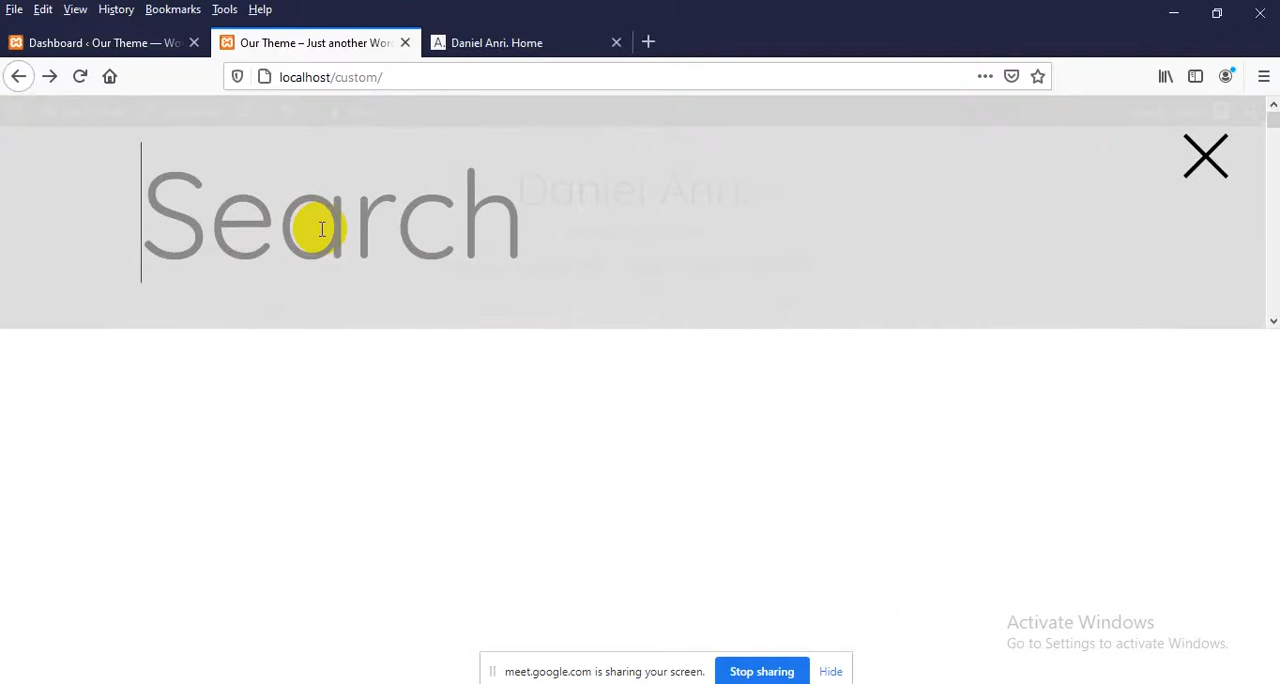 File Edit View History Bookmarks Tools Help
Dashboard ‹ Our Theme — Wo
Our Theme – Just another Wor
A. Daniel Anri. Home
localhost/custom/
Daniel Anri.
Search
Activate Windows
Go to Settings to activate Windows.
meet.google.com is sharing your screen. Stop sharing Hide